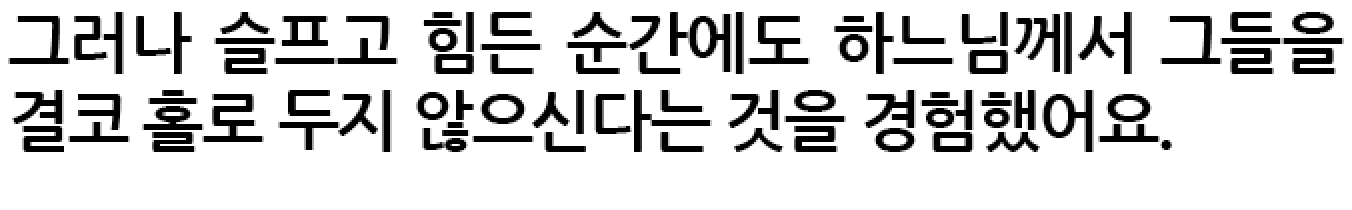 그러나 슬프고 힘든 순간에도 하느님께서 그들을
결코 홀로 두지 않으신다는 것을 경험했어요.